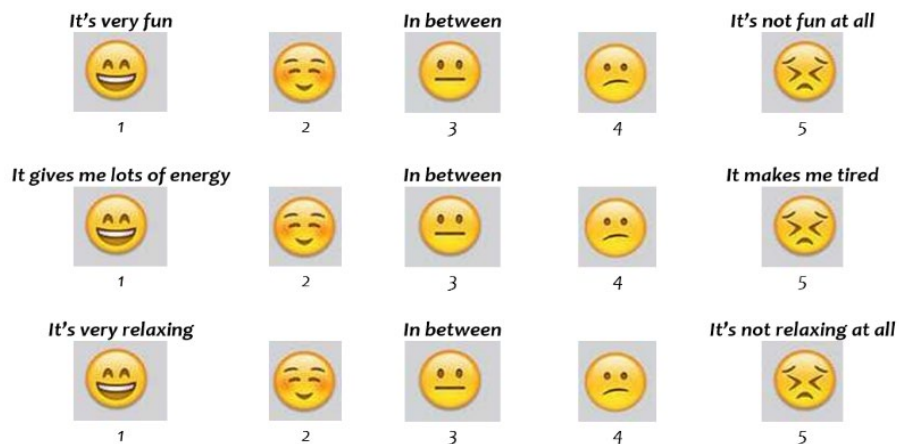 It's very fun In between It's not fun at all
1 2 3 4 5
It gives me lots of energy In between It makes me tired
1 2 3 4 5
It's very relaxing In between It's not relaxing at all
1 2 3 4 5